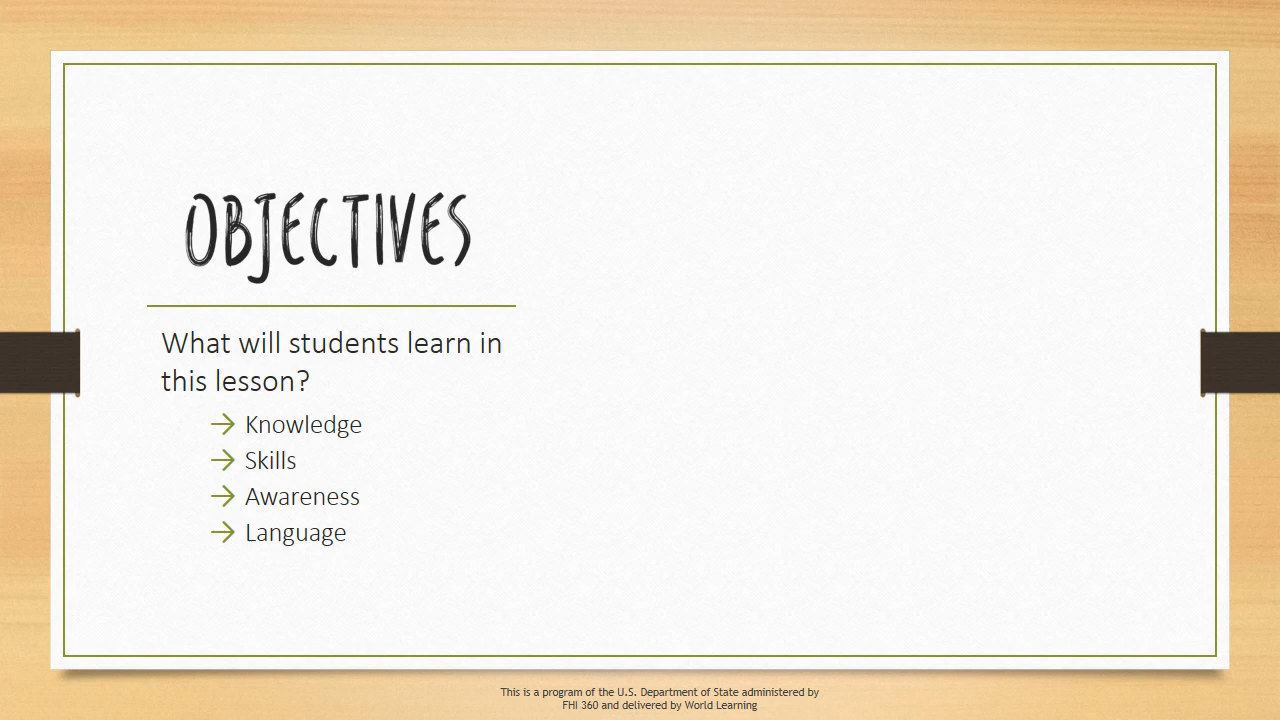 OBJECTIVES
What will students learn in
this lesson?
→ Knowledge
→ Skills
→ Awareness
→ Language
This is a program of the U.S. Department of State administered by
FHI 360 and delivered by World Learning